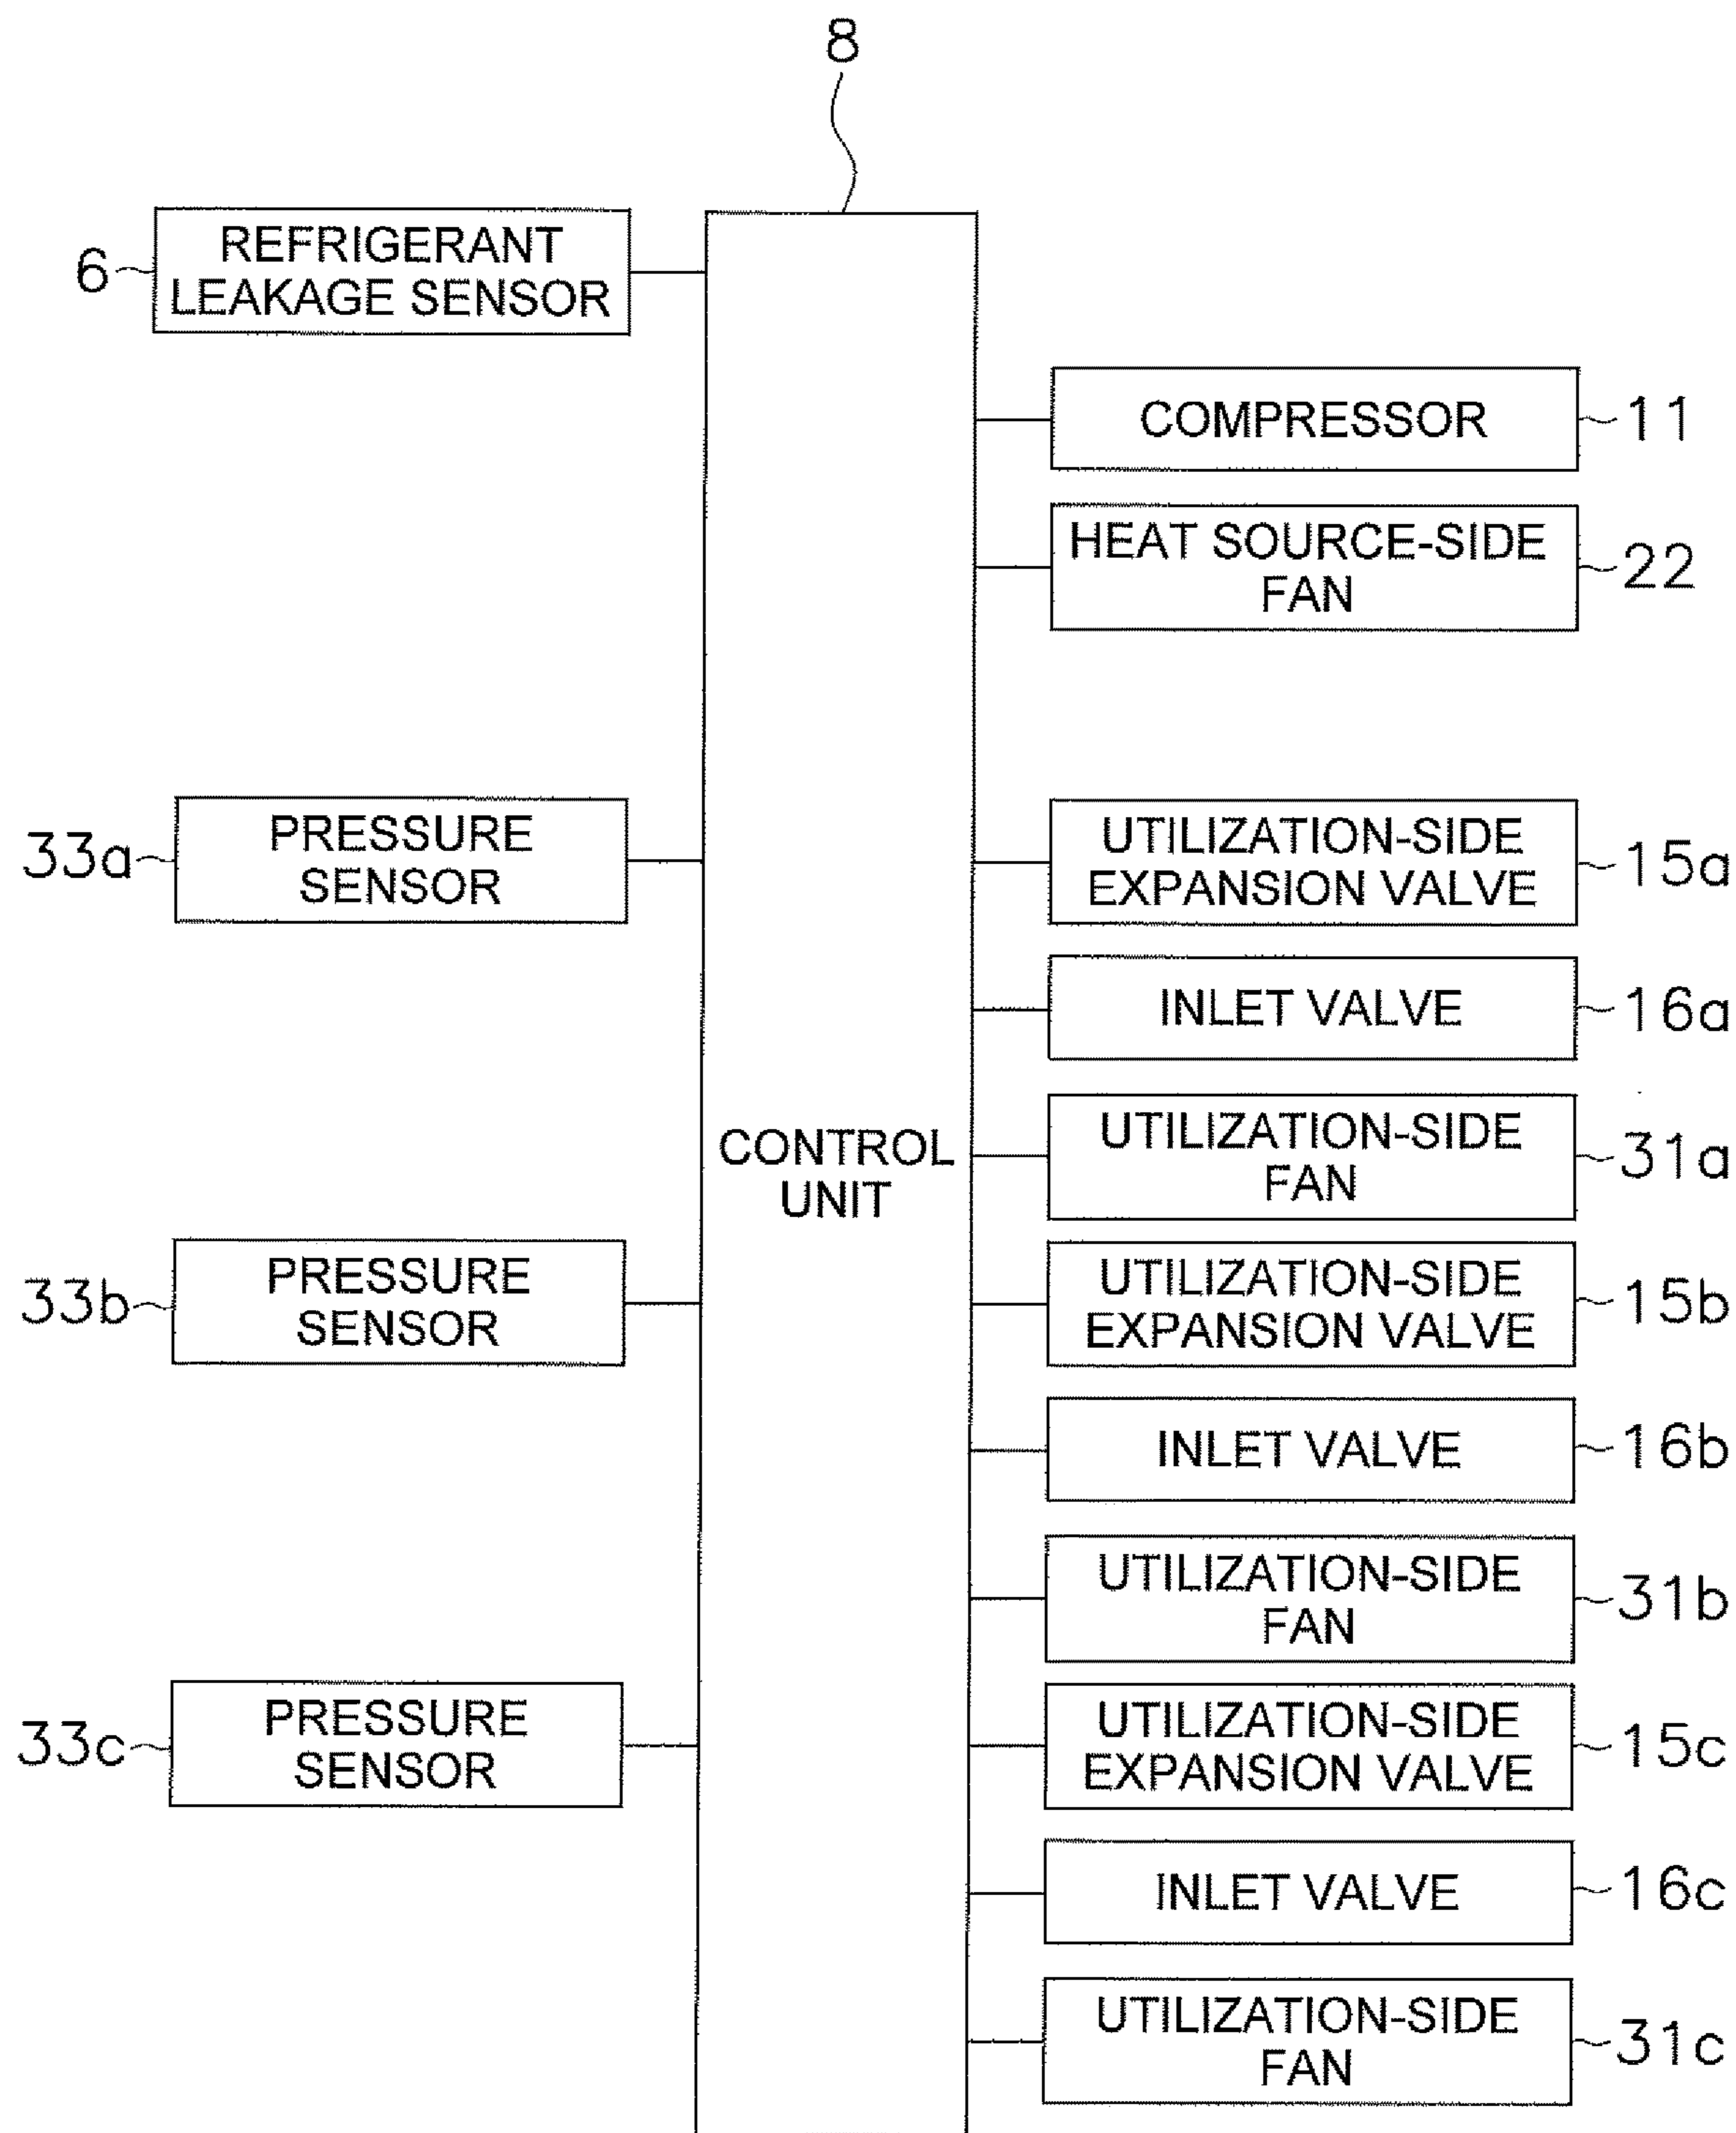 8
REFRIGERANT
LEAKAGE SENSOR
6
COMPRESSOR
11
HEAT SOURCE-SIDE
FAN
22
PRESSURE
SENSOR
33a
UTILIZATION-SIDE
EXPANSION VALVE
15a
INLET VALVE
16a
CONTROL
UNIT
UTILIZATION-SIDE
FAN
31a
PRESSURE
SENSOR
33b
UTILIZATION-SIDE
EXPANSION VALVE
15b
INLET VALVE
16b
UTILIZATION-SIDE
FAN
31b
PRESSURE
SENSOR
33c
UTILIZATION-SIDE
EXPANSION VALVE
15c
INLET VALVE
16c
UTILIZATION-SIDE
FAN
31c